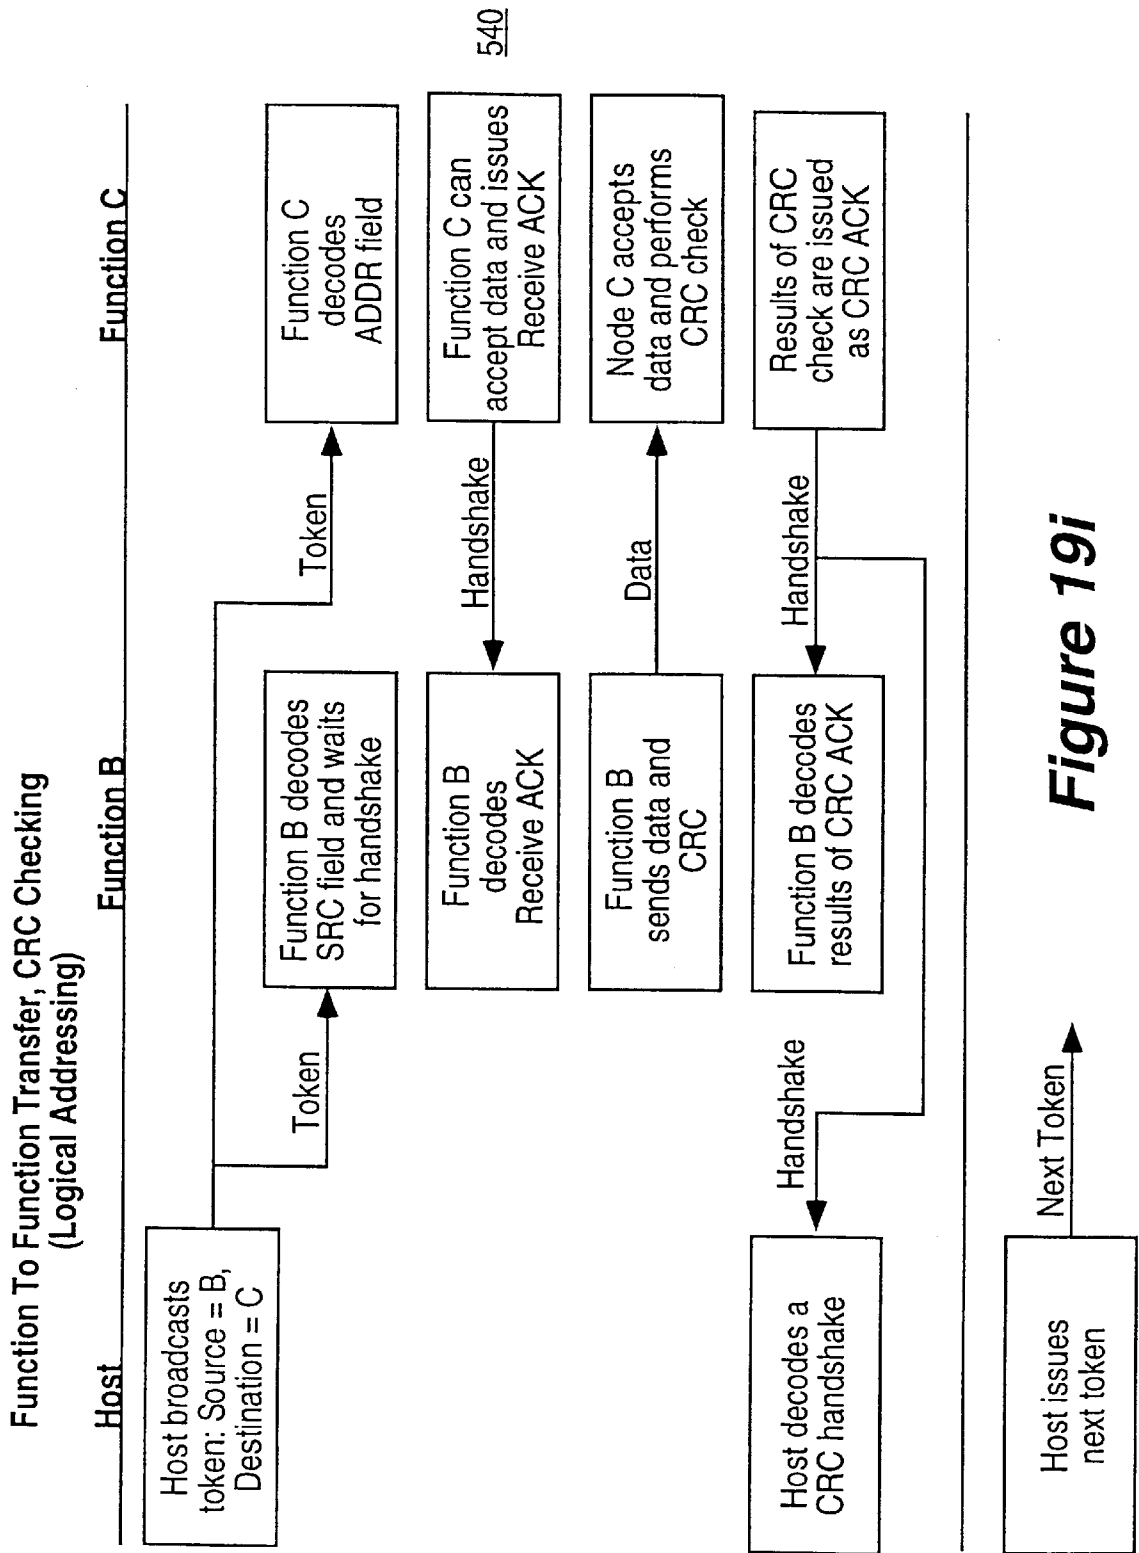 Function To Function Transfer, CRC Checking
(Logical Addressing)
Host
Function B
Function C
Host broadcasts
token: Source = B,
Destination = C
Token
Token
Function B decodes
SRC field and waits
for handshake
Function C
decodes
ADDR field
Function B
decodes
Receive ACK
Handshake
Function C can
accept data and issues
Receive ACK
540
Function B
sends data and
CRC
Data
Node C accepts
data and performs
CRC check
Host decodes a
CRC handshake
Handshake
Function B decodes
results of CRC ACK
Handshake
Results of CRC
check are issued
as CRC ACK
Host issues
next token
Next Token
Figure 19i